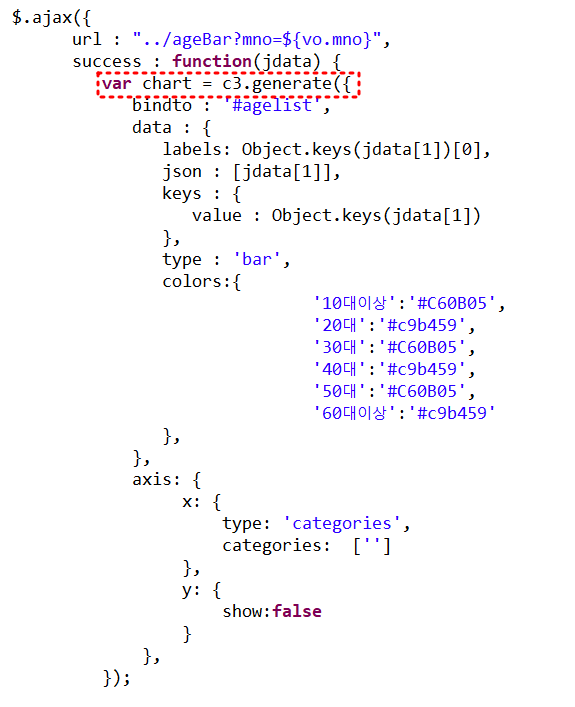 $.ajax({
url : "../ageBar?mno=${vo.mno}",
success : function(jdata) {
var chart = c3.generate({
bindto : '#agelist',
data : {
labels: Object.keys(jdata[1])[0],
json : [jdata[1]],
keys : {
value : Object.keys(jdata[1])
},
type : 'bar',
colors:{
'10대이상':'#C60B05',
'20대':'#c9b459',
'30대':'#C60B05',
'40대':'#c9b459',
'50대':'#C60B05',
'60대이상':'#c9b459'
},
},
axis: {
x: {
type: 'categories',
categories:  ['']
},
y: {
show:false
}
},
});